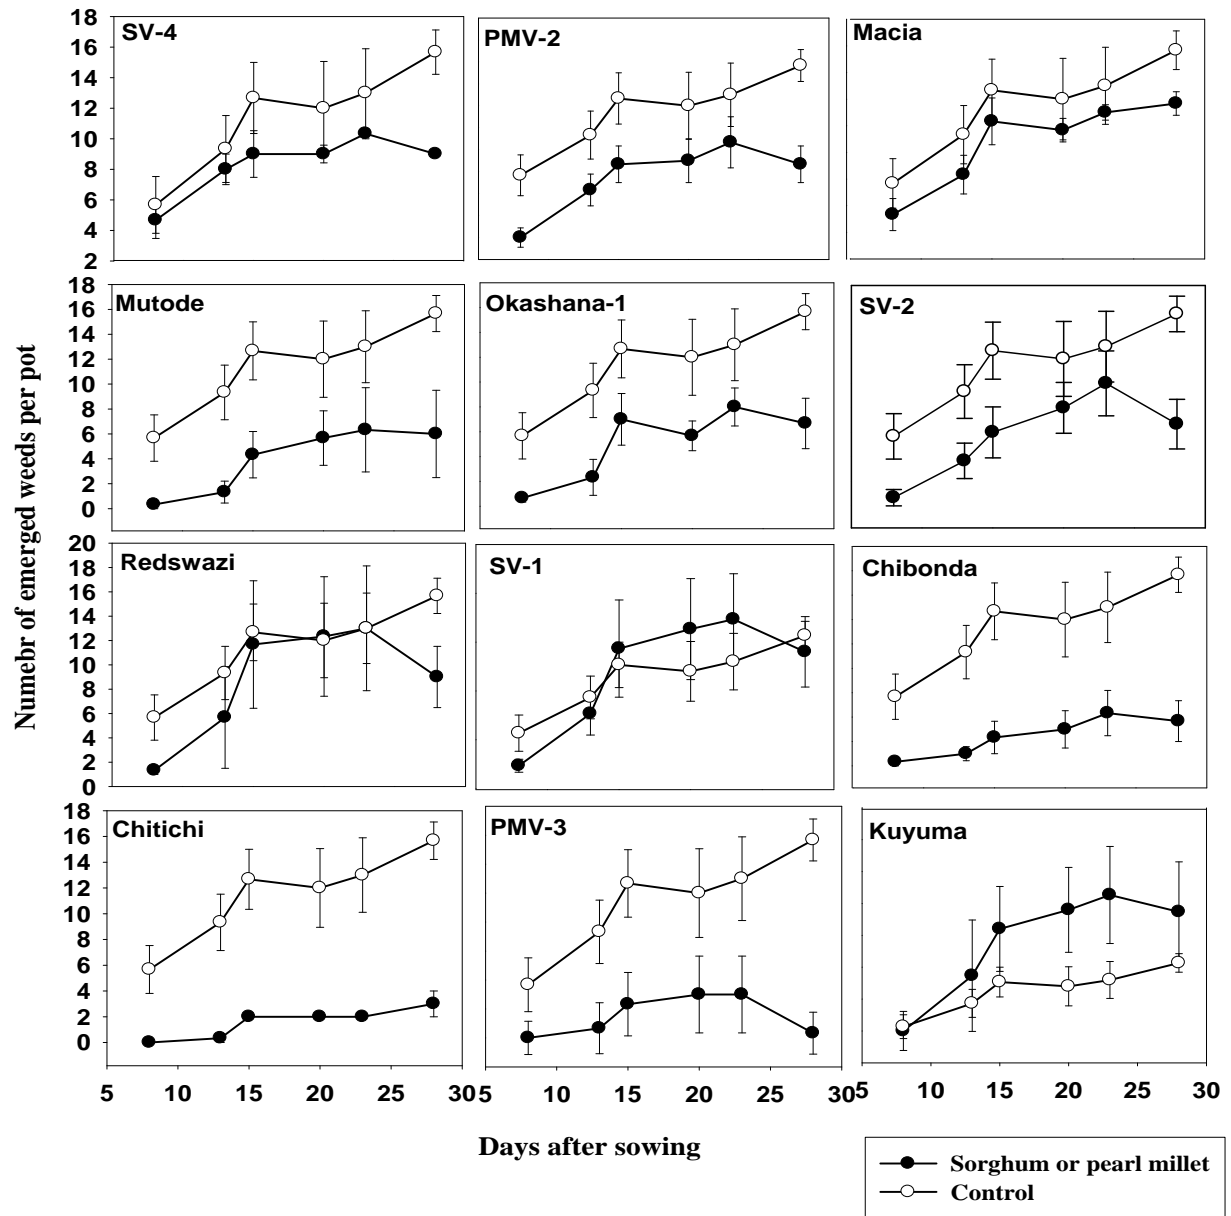 SV-4
PMV-2
Macia
18
16
14
12
10
8
6
4
2
Mutode
Okashana-1
SV-2
18
16
14
12
10
8
6
4
2
0
Redswazi
SV-1
Chibonda
20
18
16
14
12
10
8
6
4
2
0
Chitichi
PMV-3
Kuyuma
18
16
14
12
10
8
6
4
2
0
5 10 15 20 25 30 5 10 15 20 25 30 5 10 15 20 25 30
Numebr of emerged weeds per pot
Days after sowing
Sorghum or pearl millet
Control